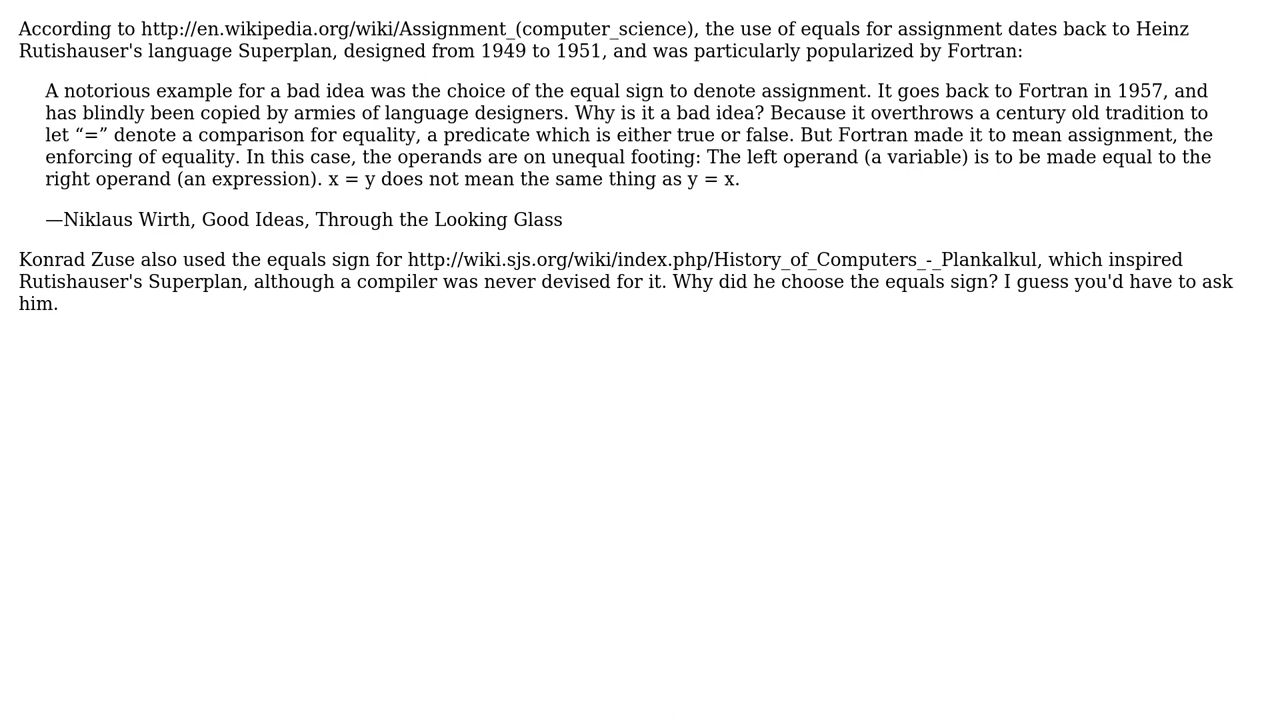 According to http://en.wikipedia.org/wiki/Assignment_(computer_science), the use of equals for assignment dates back to Heinz
Rutishauser's language Superplan, designed from 1949 to 1951, and was particularly popularized by Fortran:
A notorious example for a bad idea was the choice of the equal sign to denote assignment. It goes back to Fortran in 1957, and
has blindly been copied by armies of language designers. Why is it a bad idea? Because it overthrows a century old tradition to
let “=” denote a comparison for equality, a predicate which is either true or false. But Fortran made it to mean assignment, the
enforcing of equality. In this case, the operands are on unequal footing: The left operand (a variable) is to be made equal to the
right operand (an expression). x = y does not mean the same thing as y = x.
—Niklaus Wirth, Good Ideas, Through the Looking Glass
Konrad Zuse also used the equals sign for http://wiki.sjs.org/wiki/index.php/History_of_Computers_-_Plankalkul, which inspired
Rutishauser's Superplan, although a compiler was never devised for it. Why did he choose the equals sign? I guess you'd have to ask
him.